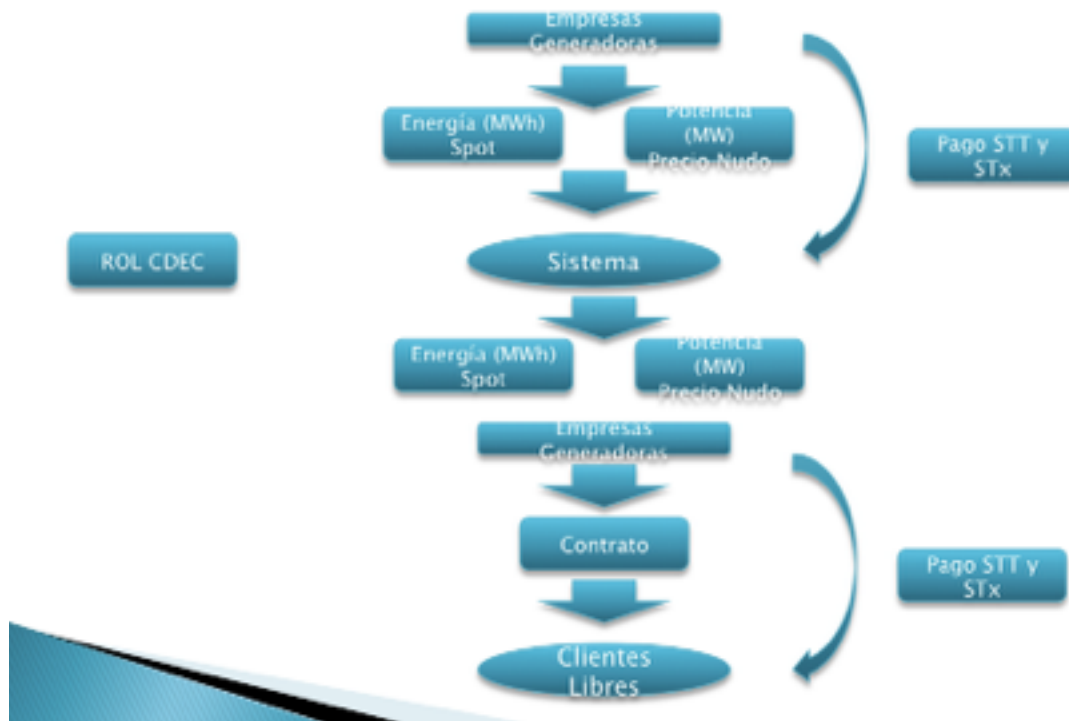 Empresas
Generadoras
Energía (MWh)
Spot
Potencia
(MW)
Precio Nudo
Pago STT y
STx
ROL CDEC
Sistema
Energía (MWh)
Spot
Potencia
(MW)
Precio Nudo
Empresas
Generadoras
Contrato
Pago STT y
STx
Clientes
Libres